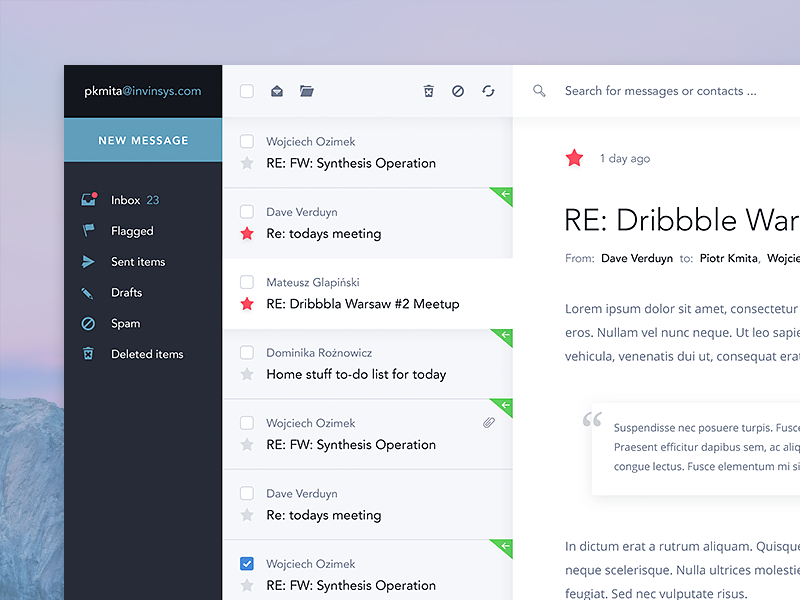 pkmita@invinsys.com
NEW MESSAGE
Inbox 23
Flagged
Sent items
Drafts
Spam
Deleted items
Wojciech Ozimek
RE: FW: Synthesis Operation
Dave Verduyn
Re: todays meeting
Mateusz Glapiński
RE: Dribbbla Warsaw #2 Meetup
Dominika Rożnowicz
Home stuff to-do list for today
Wojciech Ozimek
RE: FW: Synthesis Operation
Dave Verduyn
Re: todays meeting
Wojciech Ozimek
RE: FW: Synthesis Operation
Search for messages or contacts ...
1 day ago
RE: Dribbble War
From: Dave Verduyn to: Piotr Kmita, Wojcie
Lorem ipsum dolor sit amet, consectetur
eros. Nullam vel nunc neque. Ut leo sapie
vehicula, venenatis dui ut, consequat erat
“
Suspendisse nec posuere turpis. Fusce
Praesent efficitur dapibus sem, ac aliq
congue lectus. Fusce elementum mi si
In dictum erat a rutrum aliquam. Quisque
neque scelerisque. Nulla ultrices molestie
feugiat. Sed nec vulputate risus.